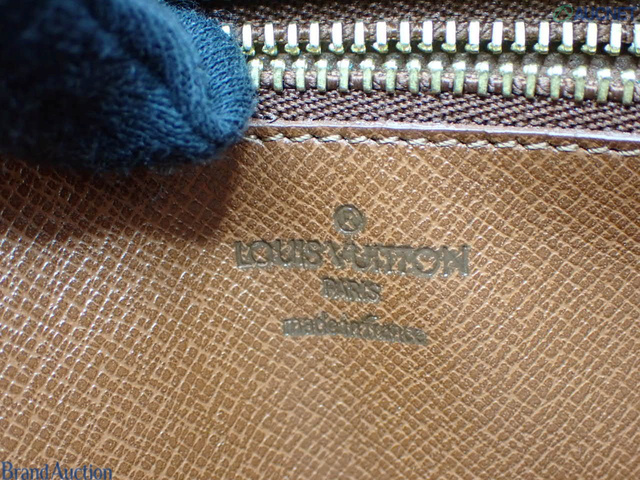 ®
LOUIS VUITTON
PARIS
made in france
BrandAuction